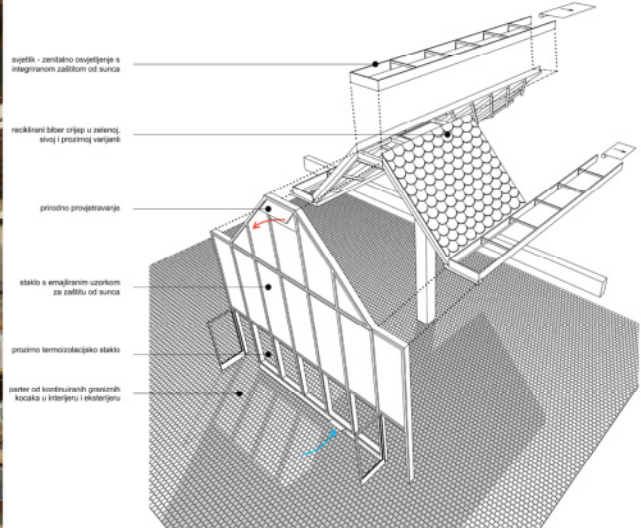 svjetlik - zenitalno osvjetljenje s
integriranom zaštitom od sunca
reciklirani biber crijep u zelenoj,
sivoj i prozirnoj varijanti
prirodno provjetravanje
staklo s emajliranim uzorkom
za zaštitu od sunca
prozirno termoizolacijsko staklo
parter od kontinuiranih granitnih
kocaka u interijeru i eksterijeru